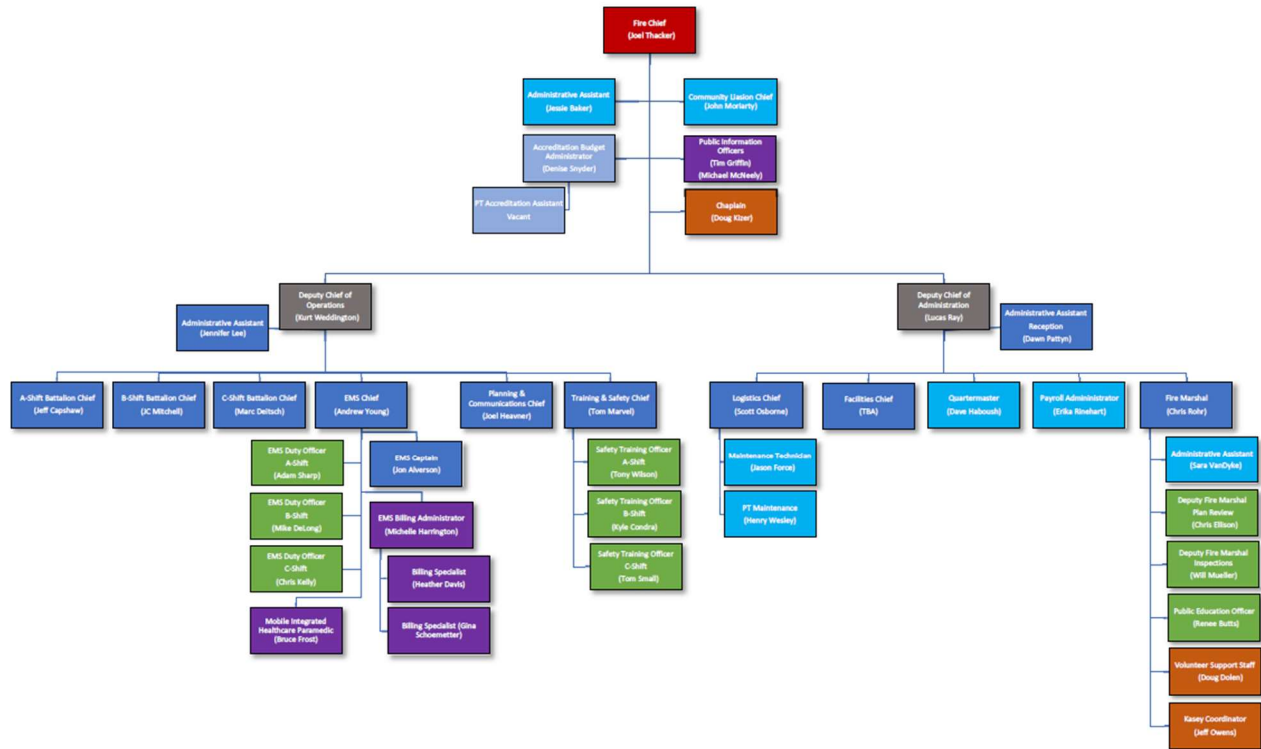 Fire Chief
(Joel Thacker)
Administrative Assistant
(Jessie Baker)
Community Liasion Chief
(John Moriarty)
Accreditation Budget
Administrator
(Denise Snyder)
Public Information
Officers
(Tim Griffin)
(Michael McNeely)
PT Accreditation Assistant
Vacant
Chaplain
(Doug Kizer)
Deputy Chief of
Operations
(Kurt Weddington)
Administrative Assistant
(Jennifer Lee)
Deputy Chief of
Administration
(Lucas Ray)
Administrative Assistant
Reception
(Dawn Pattyn)
A-Shift Battalion Chief
(Jeff Capshaw)
B-Shift Battalion Chief
(JC Mitchell)
C-Shift Battalion Chief
(Marc Deitsch)
EMS Chief
(Andrew Young)
Planning &
Communications Chief
(Joel Heavner)
Training & Safety Chief
(Tom Marvel)
Logistics Chief
(Scott Osborne)
Facilities Chief
(TBA)
Quartermaster
(Dave Haboush)
Payroll Admininistrator
(Erika Rinehart)
Fire Marshal
(Chris Rohr)
EMS Duty Officer
A-Shift
(Adam Sharp)
EMS Captain
(Jon Alverson)
EMS Duty Officer
B-Shift
(Mike DeLong)
EMS Billing Administrator
(Michelle Harrington)
EMS Duty Officer
C-Shift
(Chris Kelly)
Billing Specialist
(Heather Davis)
Mobile Integrated
Healthcare Paramedic
(Bruce Frost)
Billing Specialist (Gina
Schoemetter)
Safety Training Officer
A-Shift
(Tony Wilson)
Safety Training Officer
B-Shift
(Kyle Condra)
Safety Training Officer
C-Shift
(Tom Small)
Maintenance Technician
(Jason Force)
PT Maintenance
(Henry Wesley)
Administrative Assistant
(Sara VanDyke)
Deputy Fire Marshal
Plan Review
(Chris Ellison)
Deputy Fire Marshal
Inspections
(Will Mueller)
Public Education Officer
(Renee Butts)
Volunteer Support Staff
(Doug Dolen)
Kasey Coordinator
(Jeff Owens)